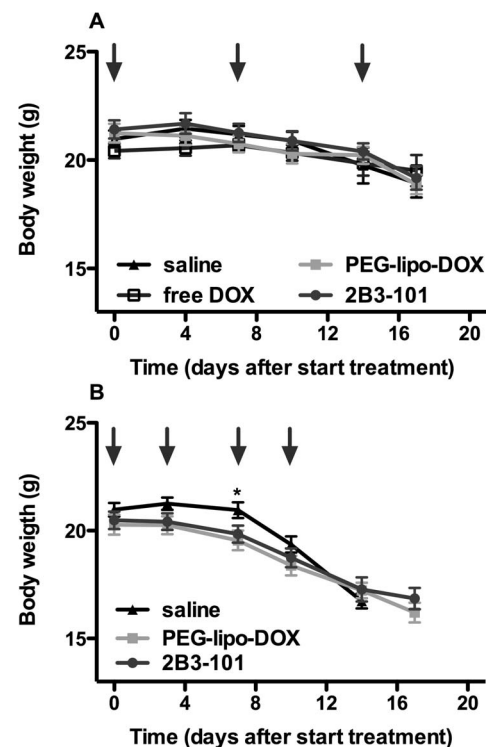 A
Body weight (g)
25
20
15
saline
PEG-lipo-DOX
free DOX
2B3-101
0
4
8
12
16
20
Time (days after start treatment)
B
Body weigth (g)
25
20
15
*
saline
PEG-lipo-DOX
2B3-101
0
4
8
12
16
20
Time (days after start treatment)